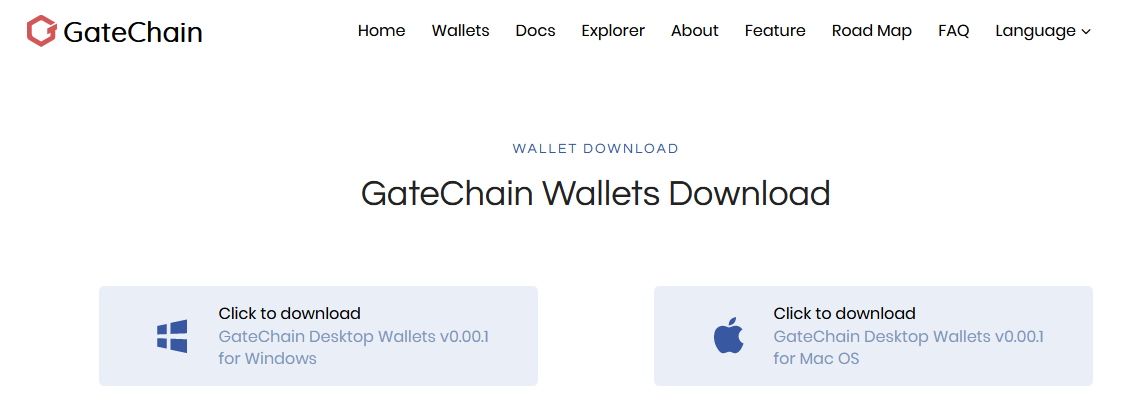 GateChain Home Wallets Docs Explorer About Feature Road Map FAQ Language
WALLET DOWNLOAD
GateChain Wallets Download
Click to download
GateChain Desktop Wallets v0.00.1
for Windows
Click to download
GateChain Desktop Wallets v0.00.1
for Mac OS